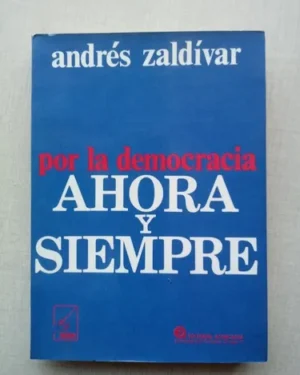 andrés zaldívar
por la democracia
AHORA
Y
SIEMPRE